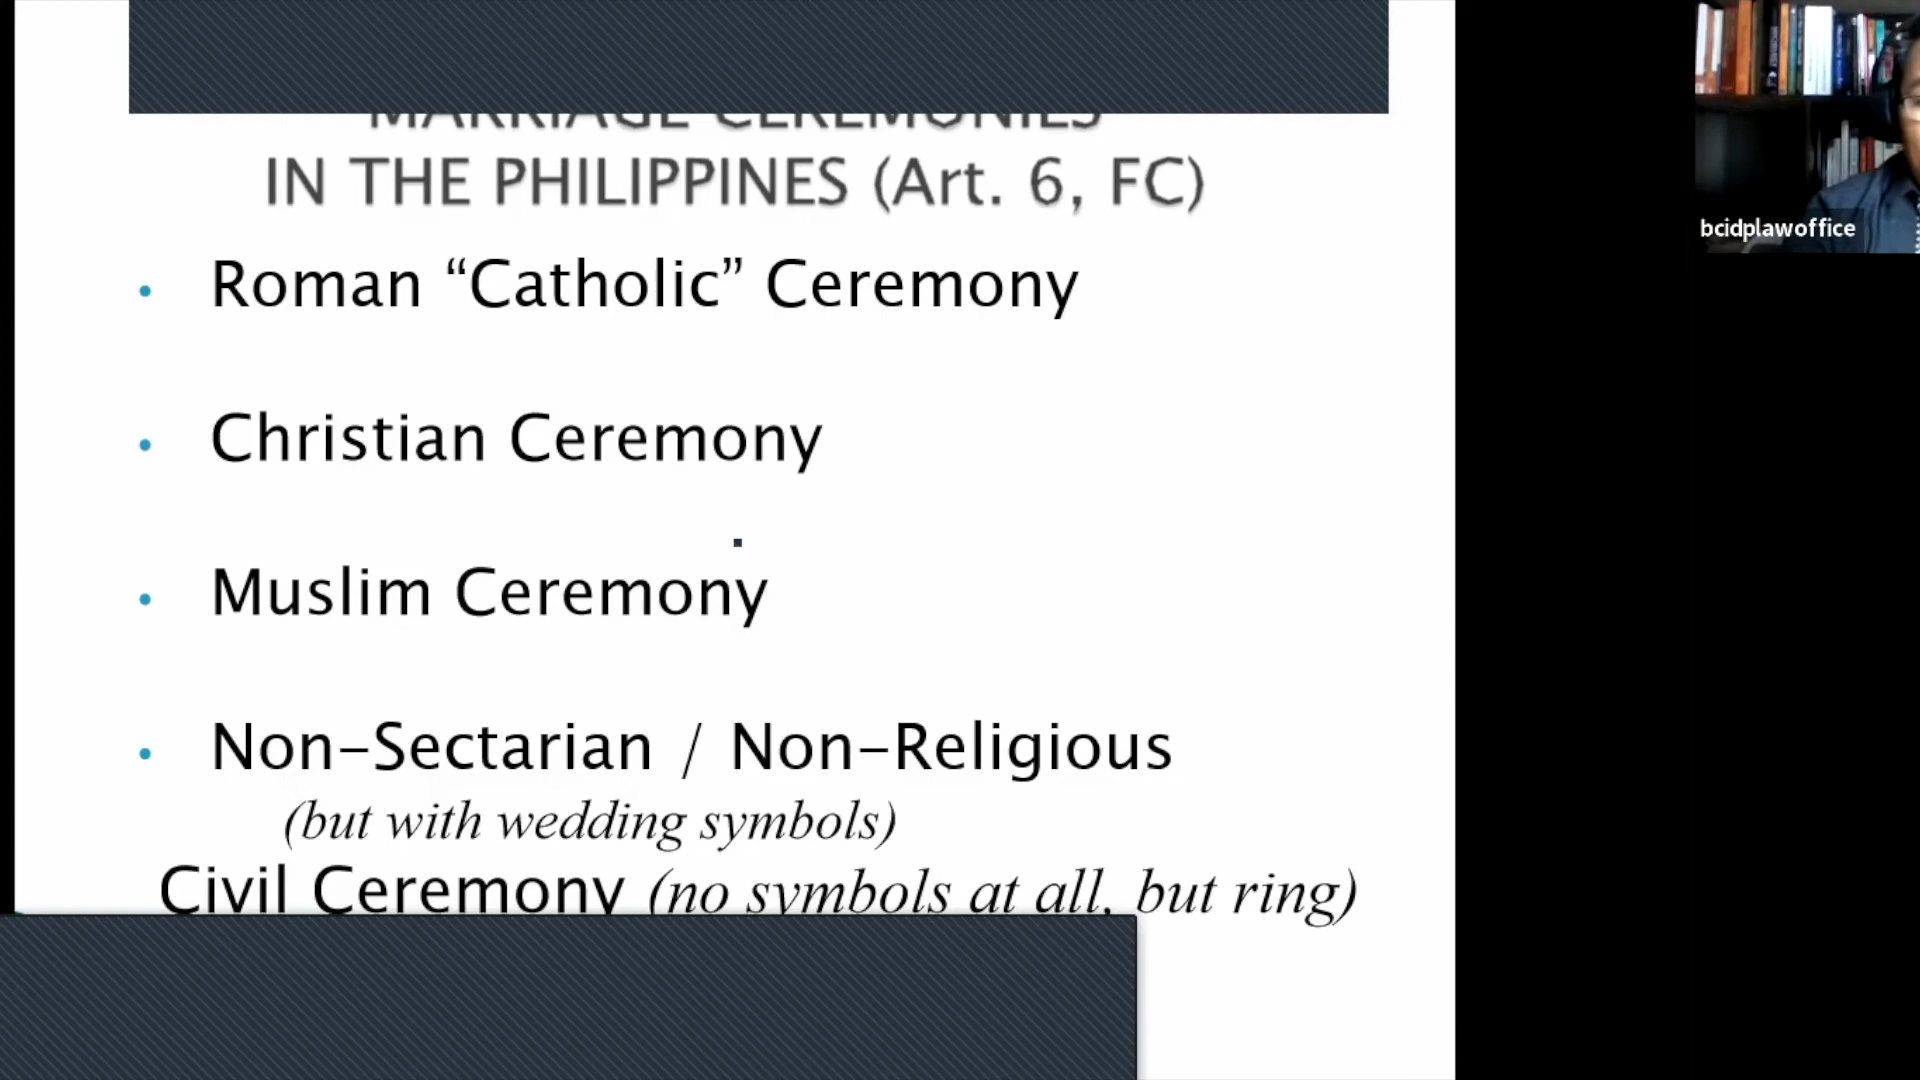 MARRIAGE CEREMONIES
IN THE PHILIPPINES (Art. 6, FC)
• Roman “Catholic” Ceremony
• Christian Ceremony
• Muslim Ceremony
• Non-Sectarian / Non-Religious
(but with wedding symbols)
Civil Ceremony (no symbols at all, but ring)
bcidplawoffice